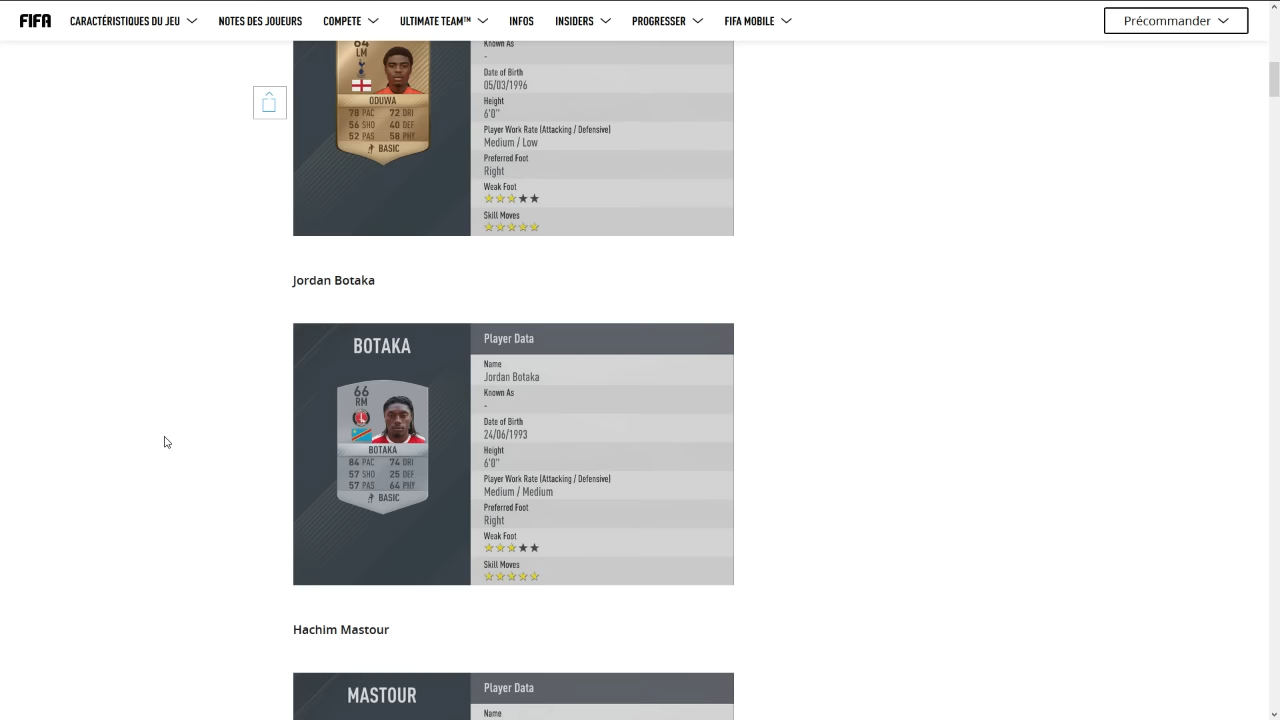 FIFA CARACTÉRISTIQUES DU JEU NOTES DES JOUEURS COMPETE ULTIMATE TEAM™ INFOS INSIDERS PROGRESSER FIFA MOBILE Précommander
64
LM
ODUWA
78 PAC 72 DRI
56 SHO 40 DEF
52 PAS 58 PHY
BASIC
Known As
-
Date of Birth
05/03/1996
Height
6'0"
Player Work Rate (Attacking / Defensive)
Medium / Low
Preferred Foot
Right
Weak Foot
Skill Moves
Jordan Botaka
BOTAKA
66
RM
BOTAKA
84 PAC 74 DRI
57 SHO 25 DEF
57 PAS 64 PHY
BASIC
Player Data
Name
Jordan Botaka
Known As
-
Date of Birth
24/06/1993
Height
6'0"
Player Work Rate (Attacking / Defensive)
Medium / Medium
Preferred Foot
Right
Weak Foot
Skill Moves
Hachim Mastour
MASTOUR
Player Data
Name